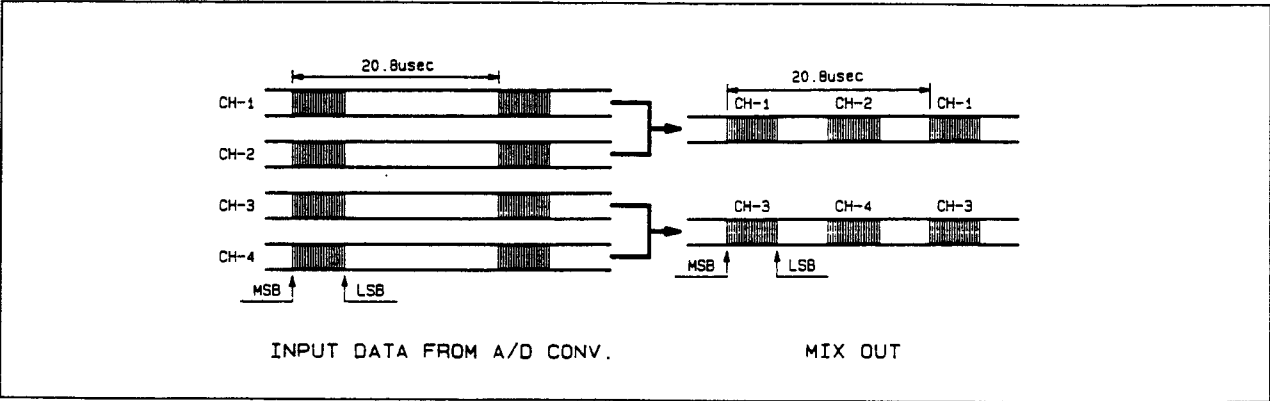 20.8usec
CH-1
CH-2
CH-3
CH-4
MSB
LSB
INPUT DATA FROM A/D CONV.
20.8usec
CH-1 CH-2 CH-1
CH-3 CH-4 CH-3
MSB
LSB
MIX OUT